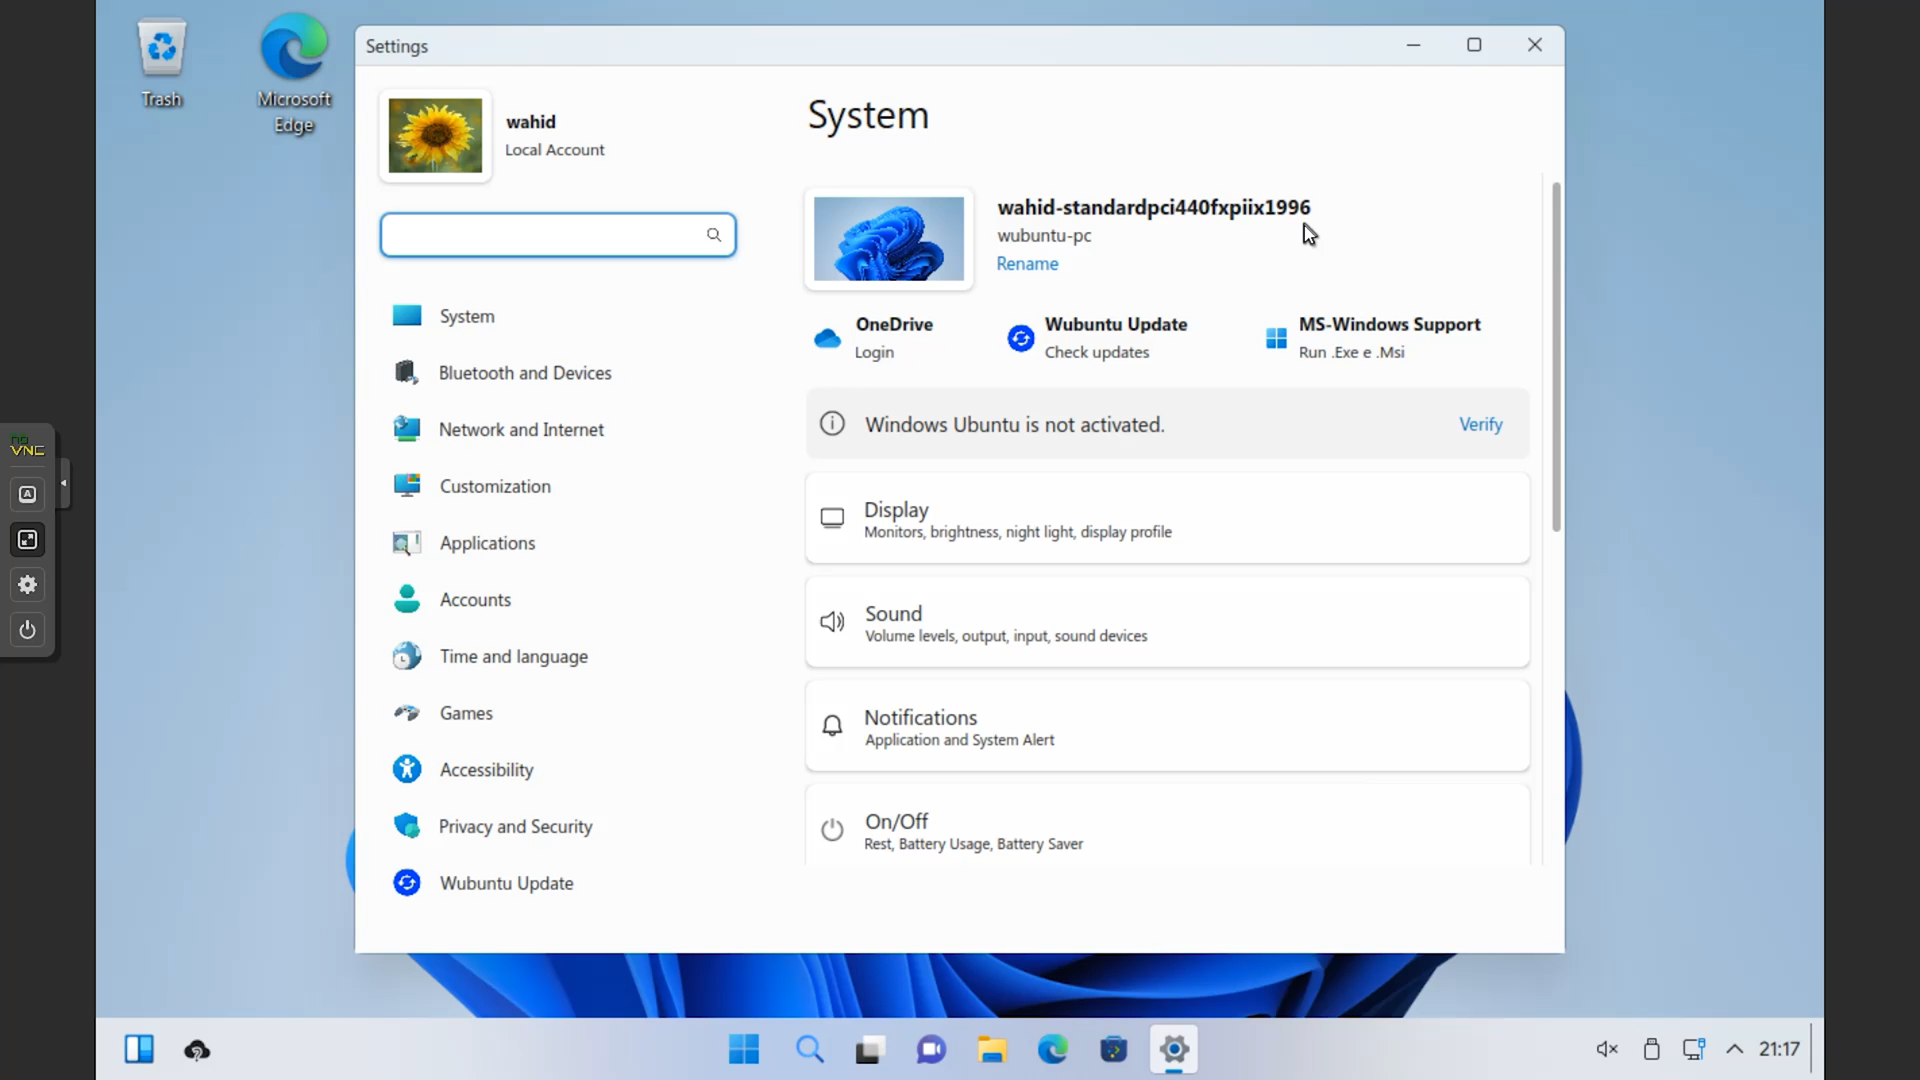 Trash
Microsoft
Edge
Settings
wahid
Local Account
System
Bluetooth and Devices
Network and Internet
Customization
Applications
Accounts
Time and language
Games
Accessibility
Privacy and Security
Wubuntu Update
System
wahid-standardpci440fxpiix1996
wubuntu-pc
Rename
OneDrive
Login
Wubuntu Update
Check updates
MS-Windows Support
Run .Exe e .Msi
Windows Ubuntu is not activated.
Verify
Display
Monitors, brightness, night light, display profile
Sound
Volume levels, output, input, sound devices
Notifications
Application and System Alert
On/Off
Rest, Battery Usage, Battery Saver
no
VNC
A
21:17